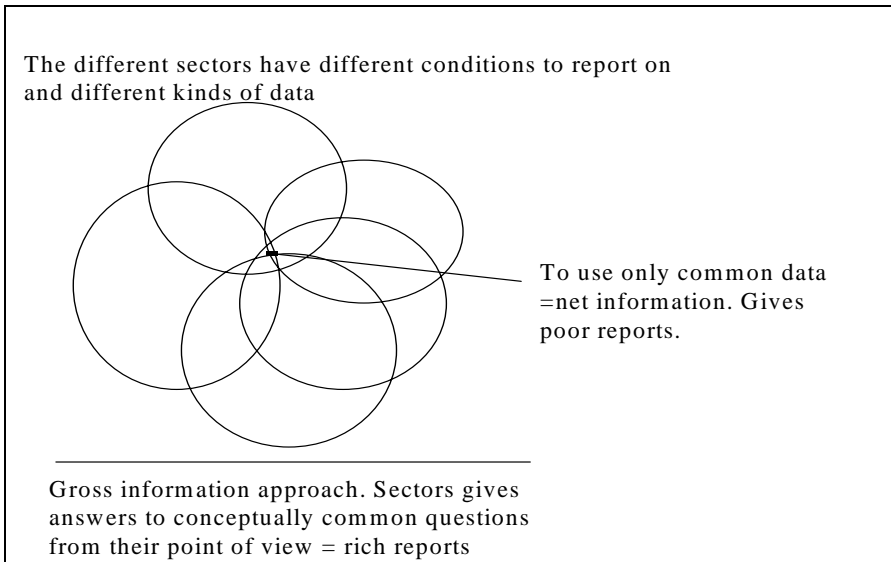 The different sectors have different conditions to report on
and different kinds of data
To use only common data
=net information. Gives
poor reports.
Gross information approach. Sectors gives
answers to conceptually common questions
from their point of view = rich reports